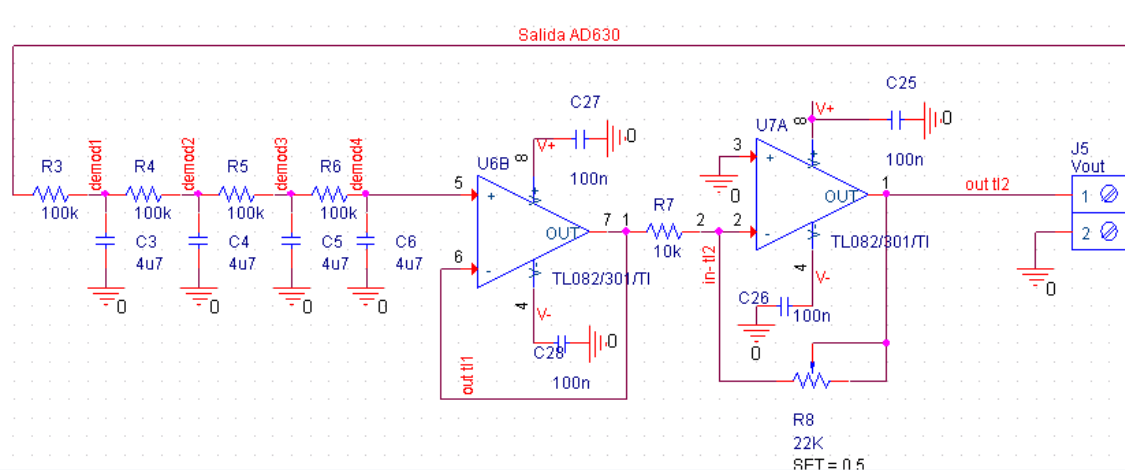 Salida AD630
R3
100k
demod1
R4
100k
demod2
R5
100k
demod3
R6
100k
demod4
C3
4u7
0
C4
4u7
0
C5
4u7
0
C6
4u7
0
C27
100n
0
V+
8
U6B
5
+
6
-
OUT
7
TL082/301/TI
4
V-
C28
100n
0
out tl1
1
R7
10k
2
in- tl2
C25
100n
0
V+
8
U7A
3
+
0
2
-
OUT
1
TL082/301/TI
4
V-
C26
100n
0
R8
22K
SET = 0.5
out tl2
J5
Vout
1
2
0